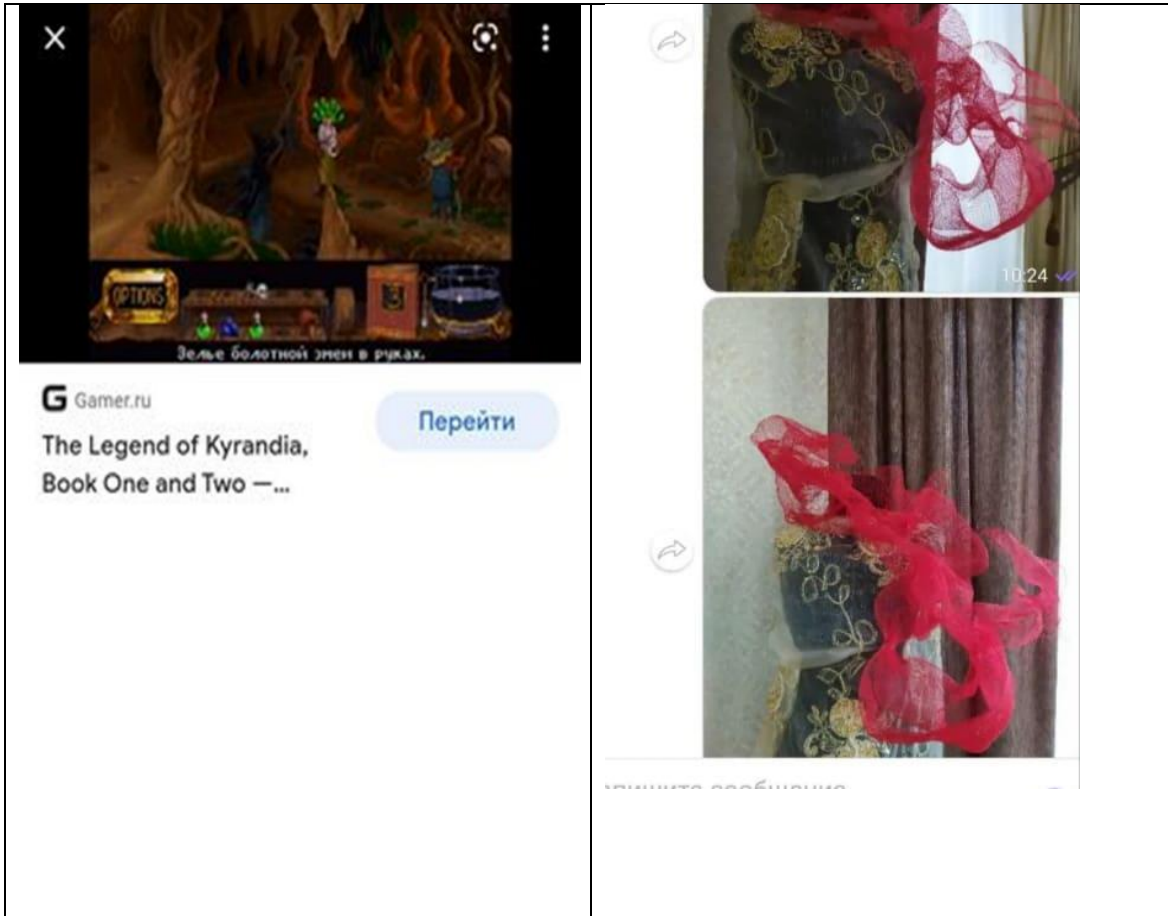 OPTIONS
Зелье болотной змеи в руках.
G Gamer.ru
Перейти
The Legend of Kyrandia,
Book One and Two —...
10:24